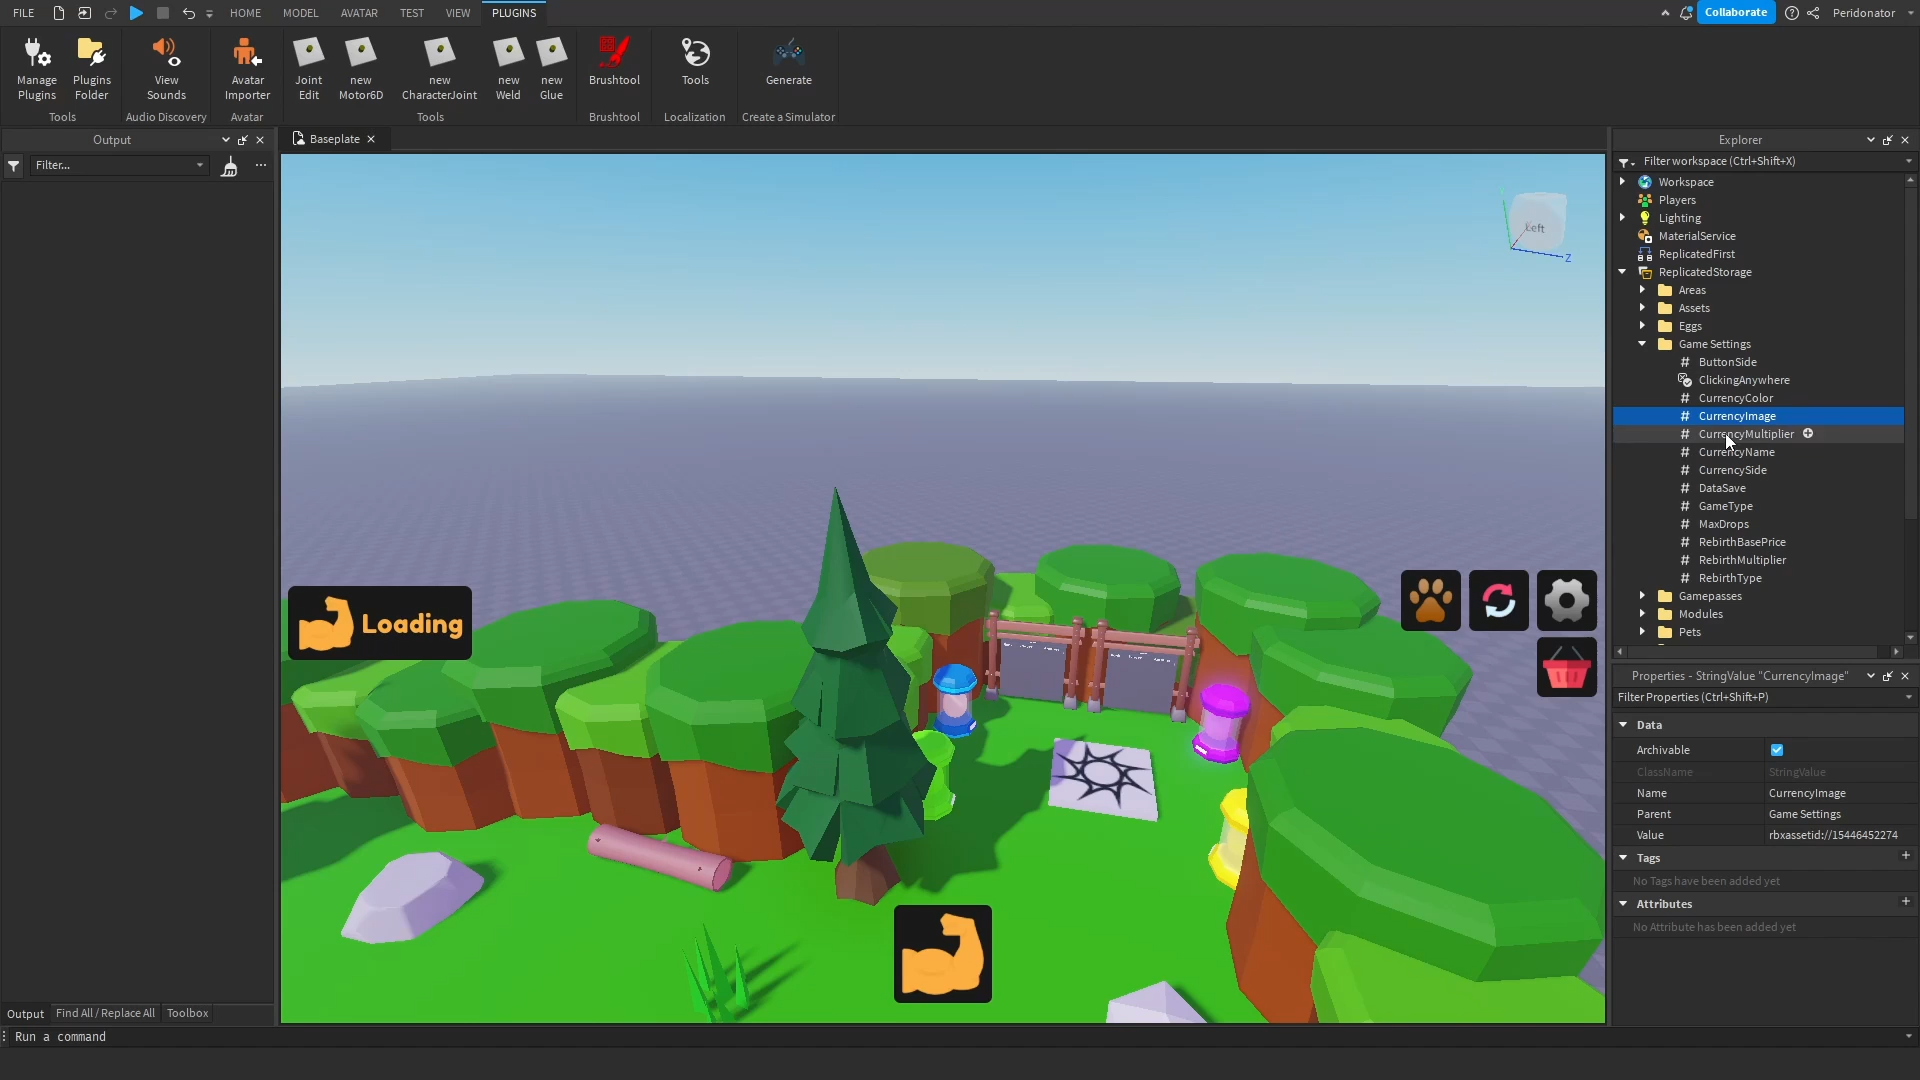 FILE HOME MODEL AVATAR TEST VIEW PLUGINS Collaborate Peridonator
Manage Plugins
Plugins Folder
Tools
View Sounds
Audio Discovery
Avatar Importer
Avatar
Joint Edit
new Motor6D
new CharacterJoint
new Weld
new Glue
Tools
Brushtool
Brushtool
Tools
Localization
Generate
Create a Simulator
Output
Filter...
Baseplate
Left
Z
Loading
Explorer
Filter workspace (Ctrl+Shift+X)
Workspace
Players
Lighting
MaterialService
ReplicatedFirst
ReplicatedStorage
Areas
Assets
Eggs
Game Settings
ButtonSide
ClickingAnywhere
CurrencyColor
CurrencyImage
CurrencyMultiplier
CurrencyName
CurrencySide
DataSave
GameType
MaxDrops
RebirthBasePrice
RebirthMultiplier
RebirthType
Gamepasses
Modules
Pets
Properties - StringValue "CurrencyImage"
Filter Properties (Ctrl+Shift+P)
Data
Archivable
ClassName StringValue
Name CurrencyImage
Parent Game Settings
Value rbxassetid://15446452274
Tags
No Tags have been added yet
Attributes
No Attribute has been added yet
Output Find All / Replace All Toolbox
Run a command